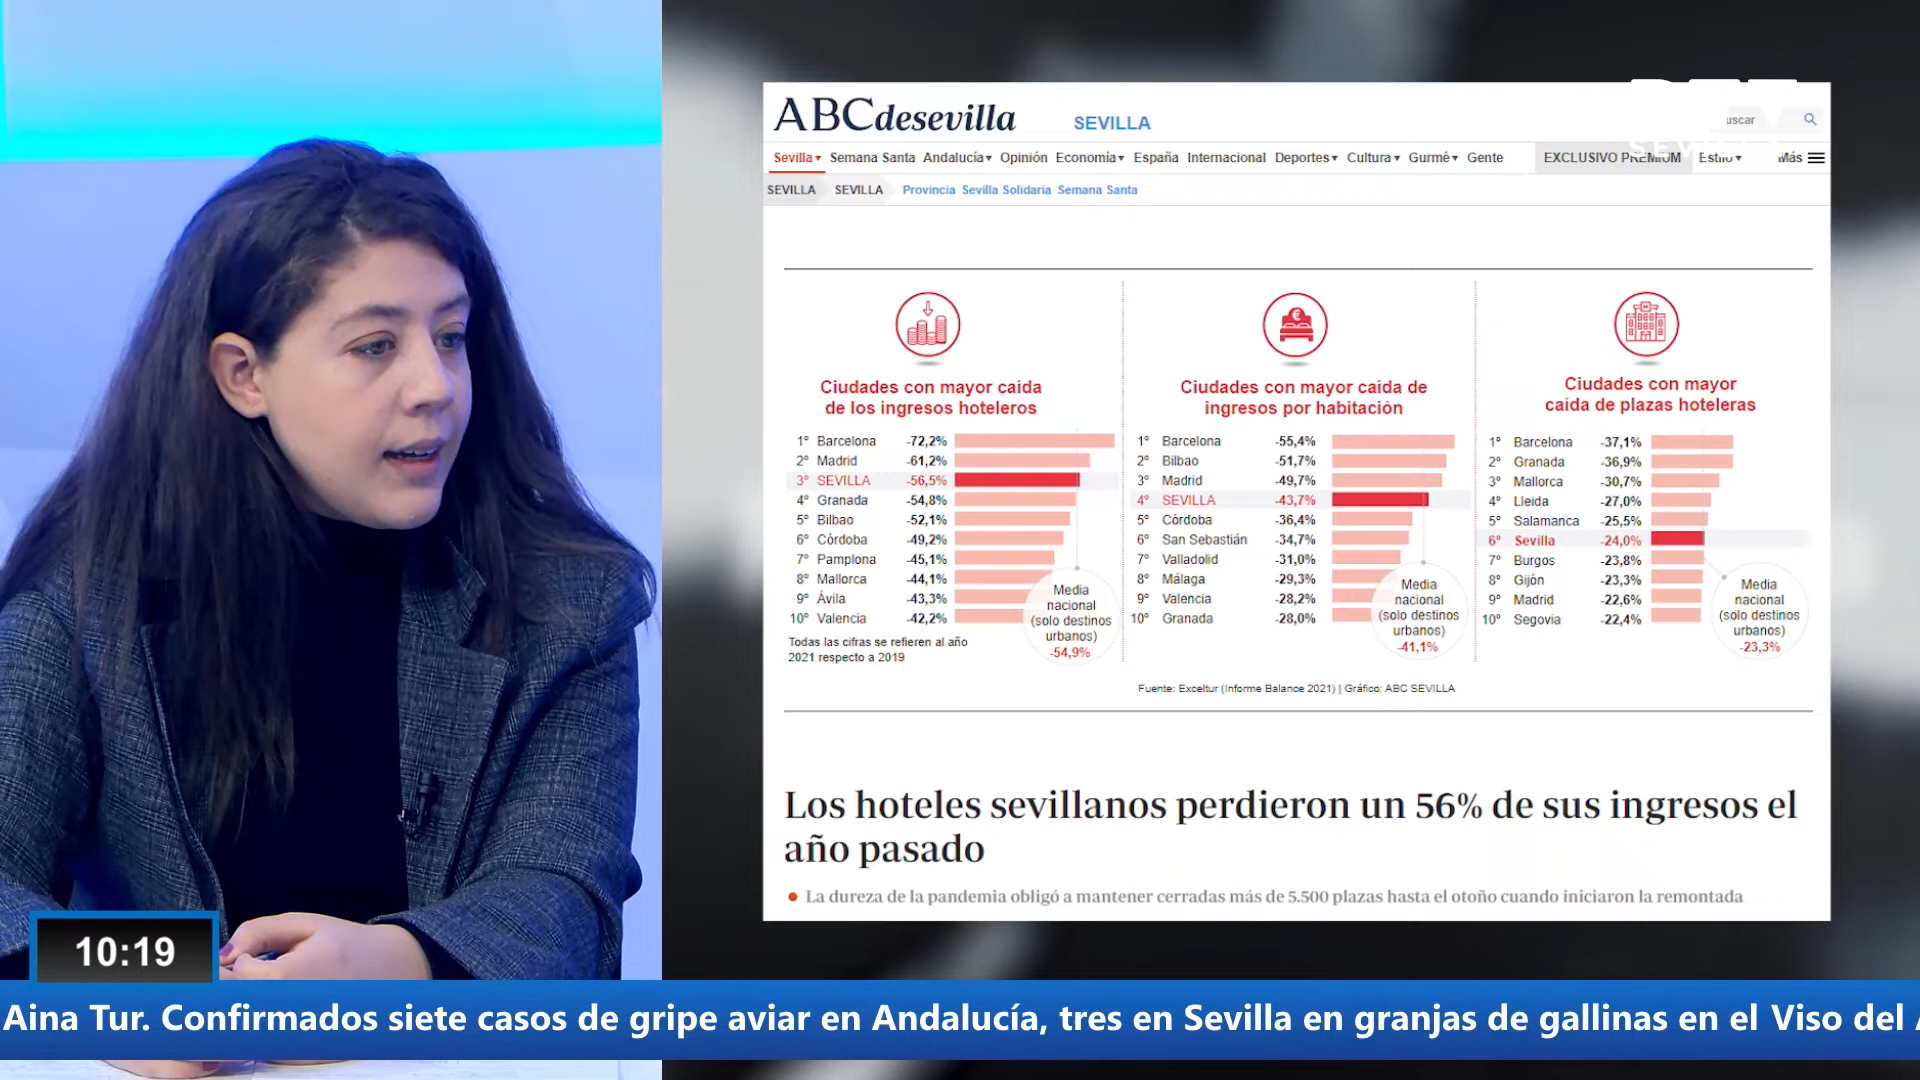 ABCdesevilla
SEVILLA
uscar
Sevilla Semana Santa Andalucía Opinión Economía España Internacional Deportes Cultura Gurmé Gente EXCLUSIVO PREMIUM Estilo Más
SEVILLA SEVILLA Provincia Sevilla Solidaria Semana Santa
SEVILLA
Ciudades con mayor caída
de los ingresos hoteleros
1º Barcelona -72,2%
2º Madrid -61,2%
3º SEVILLA -56,5%
4º Granada -54,8%
5º Bilbao -52,1%
6º Córdoba -49,2%
7º Pamplona -45,1%
8º Mallorca -44,1%
9º Ávila -43,3%
10º Valencia -42,2%
Media
nacional
(solo destinos
urbanos)
-54,9%
Todas las cifras se refieren al año
2021 respecto a 2019
Ciudades con mayor caída de
ingresos por habitación
1º Barcelona -55,4%
2º Bilbao -51,7%
3º Madrid -49,7%
4º SEVILLA -43,7%
5º Córdoba -36,4%
6º San Sebastián -34,7%
7º Valladolid -31,0%
8º Málaga -29,3%
9º Valencia -28,2%
10º Granada -28,0%
Media
nacional
(solo destinos
urbanos)
-41,1%
Ciudades con mayor
caída de plazas hoteleras
1º Barcelona -37,1%
2º Granada -36,9%
3º Mallorca -30,7%
4º Lleida -27,0%
5º Salamanca -25,5%
6º Sevilla -24,0%
7º Burgos -23,8%
8º Gijón -23,3%
9º Madrid -22,6%
10º Segovia -22,4%
Media
nacional
(solo destinos
urbanos)
-23,3%
Fuente: Exceltur (Informe Balance 2021) | Gráfico: ABC SEVILLA
Los hoteles sevillanos perdieron un 56% de sus ingresos el
año pasado
La dureza de la pandemia obligó a mantener cerradas más de 5.500 plazas hasta el otoño cuando iniciaron la remontada
10:19
Aina Tur. Confirmados siete casos de gripe aviar en Andalucía, tres en Sevilla en granjas de gallinas en el Viso del